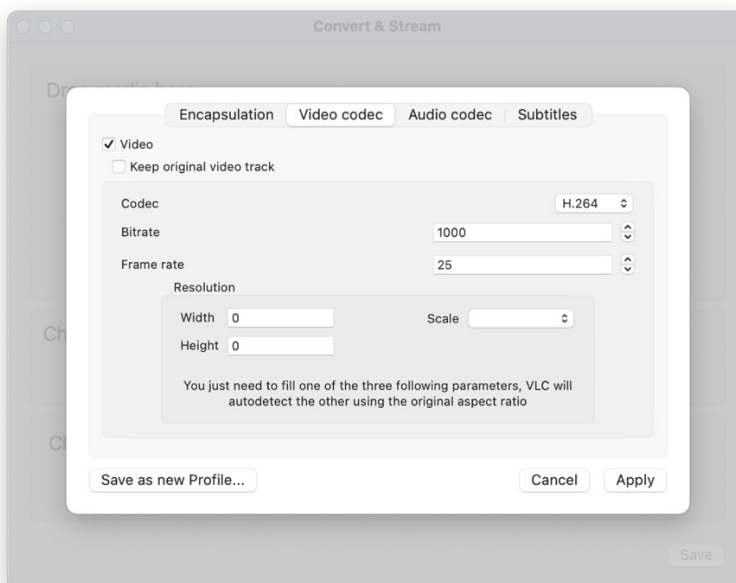 Convert & Stream
Encapsulation Video codec Audio codec Subtitles
Video
Keep original video track
Codec H.264
Bitrate 1000
Frame rate 25
Resolution
Width 0 Scale
Height 0
You just need to fill one of the three following parameters, VLC will
autodetect the other using the original aspect ratio
Save as new Profile... Cancel Apply
Save